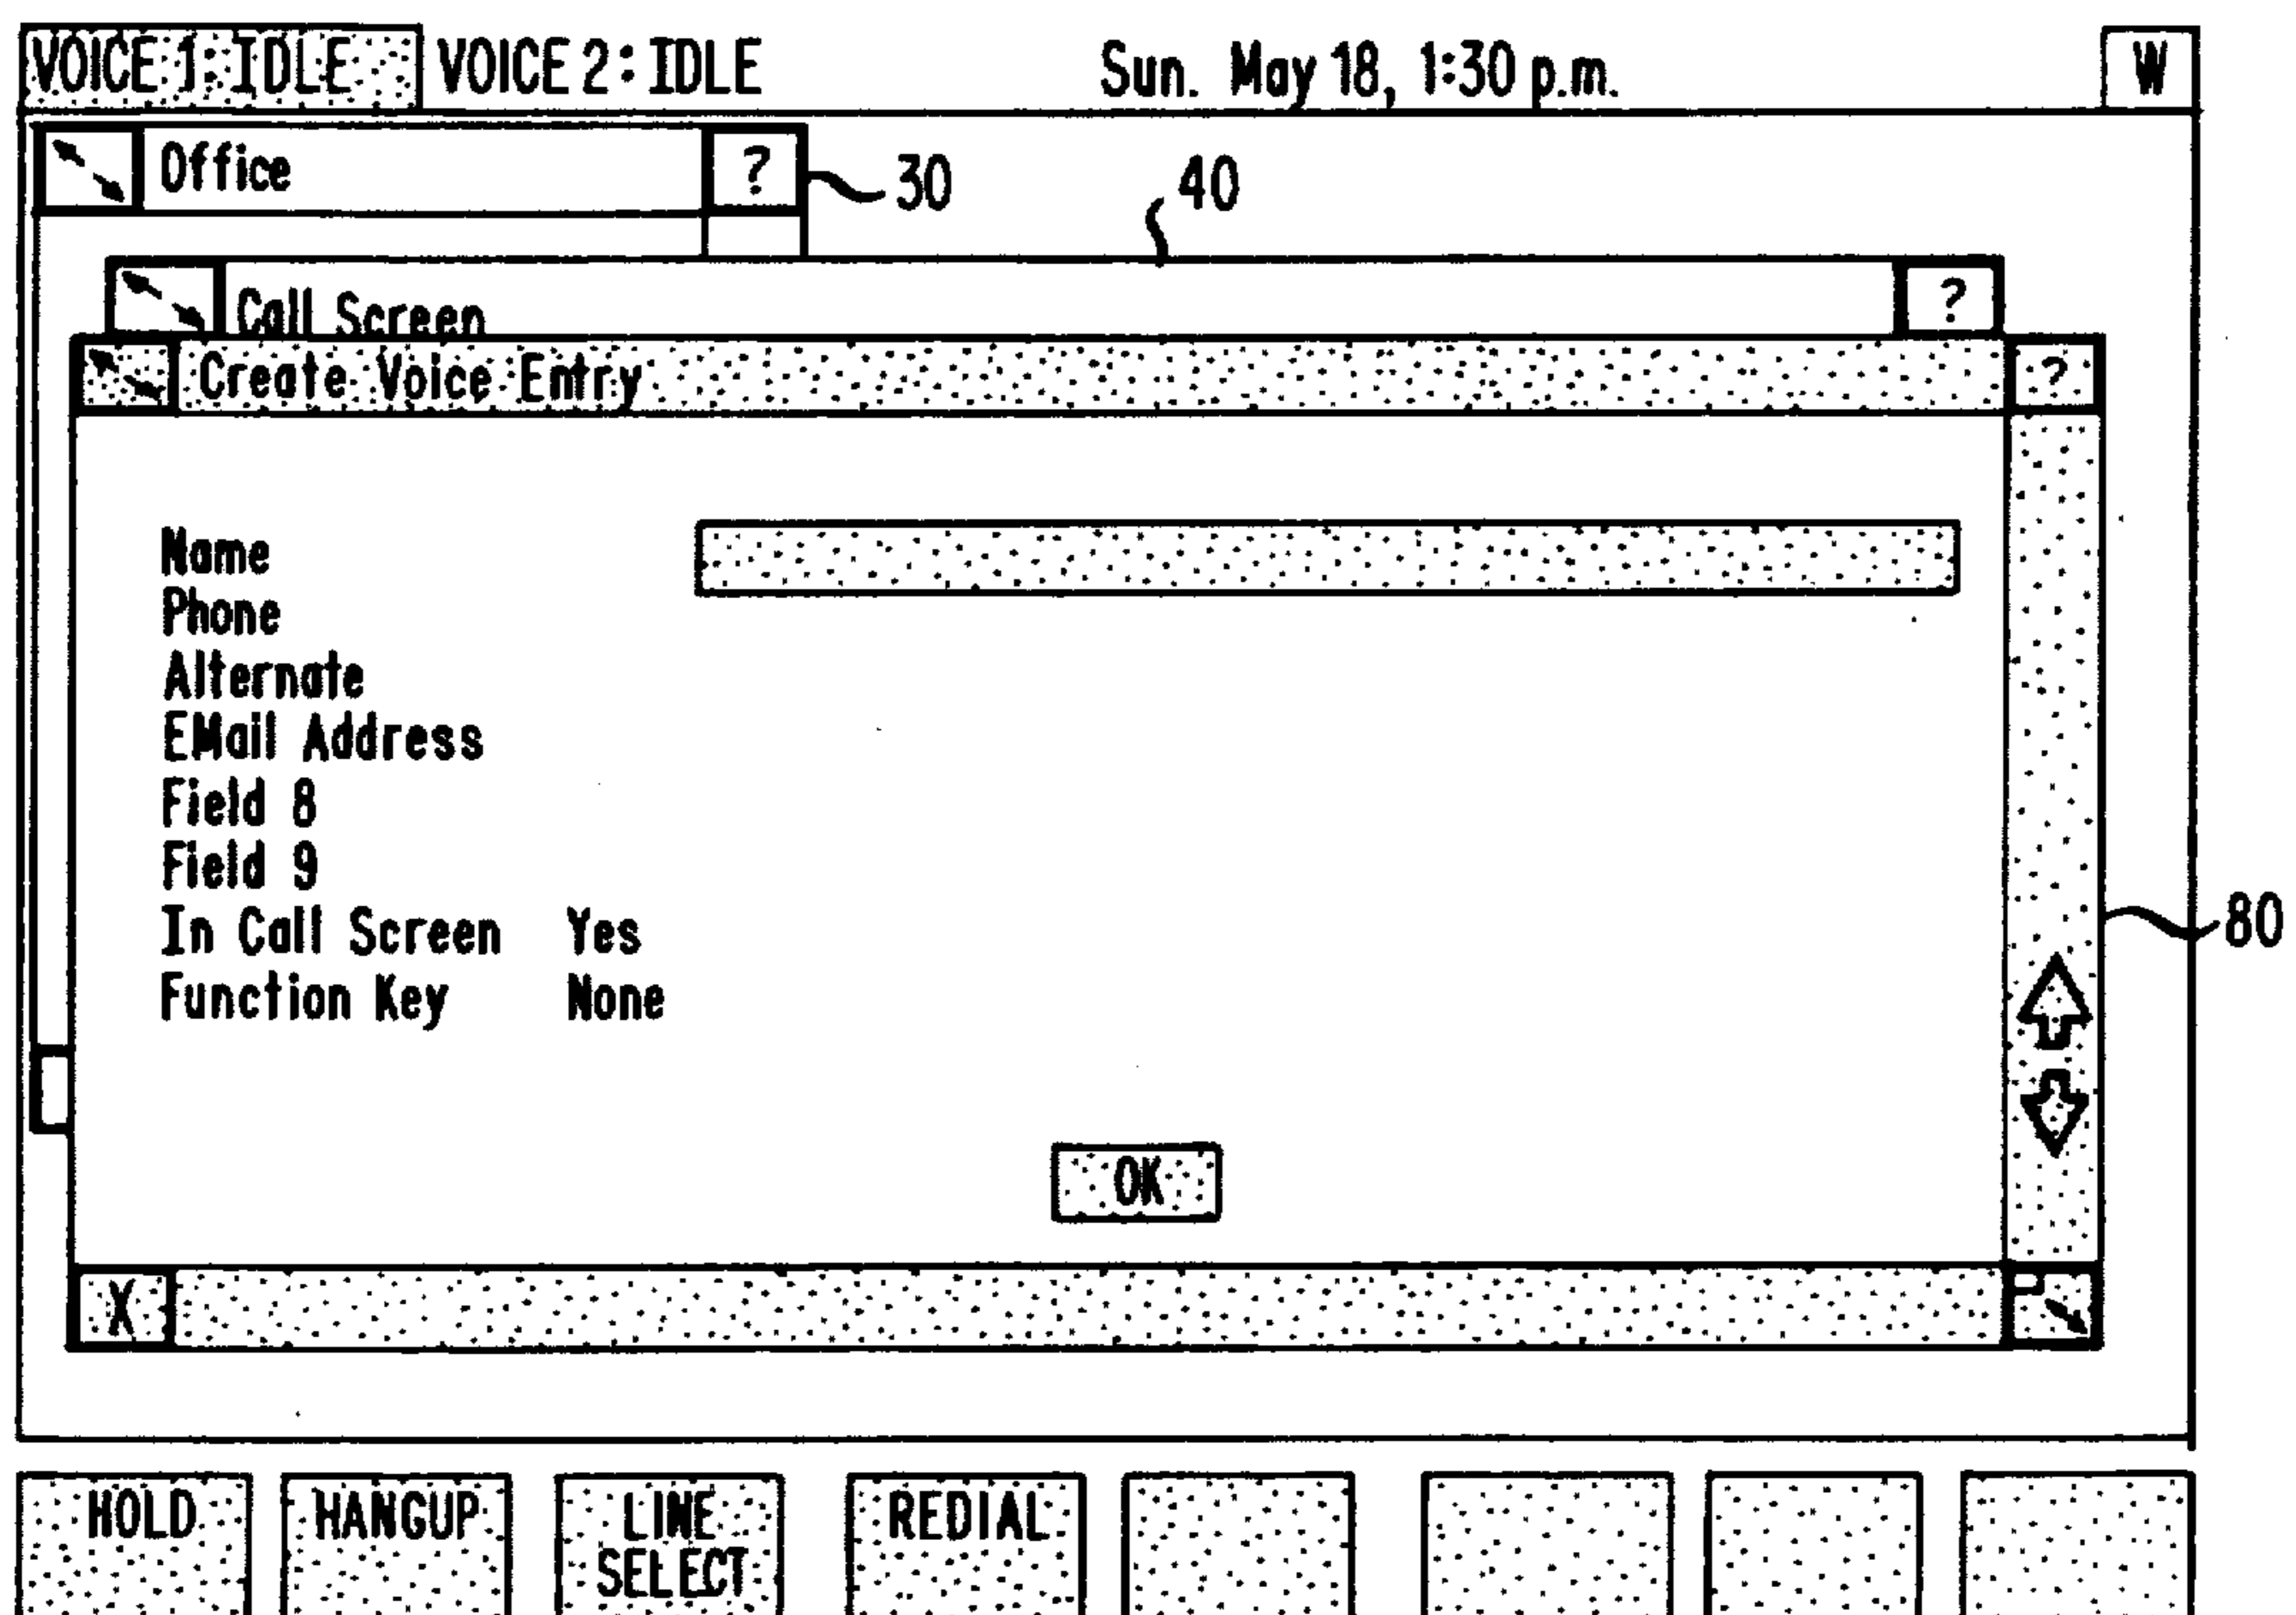 VOICE 1: IDLE VOICE 2: IDLE Sun. May 18, 1:30 p.m. W
Office ? 30
40
Call Screen ?
Create Voice Entry ?
Name
Phone
Alternate
EMail Address
Field 8
Field 9
In Call Screen Yes
80
Function Key None
OK
X
HOLD HANGUP LINE SELECT REDIAL